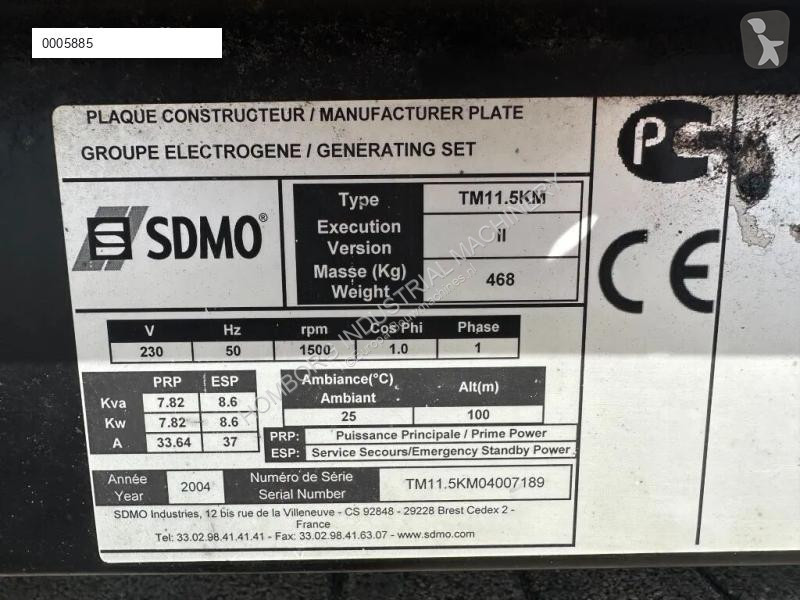 0005885
PLAQUE CONSTRUCTEUR / MANUFACTURER PLATE
GROUPE ELECTROGENE / GENERATING SET
SDMO®
Type TM11.5KM
Execution Version II
Masse (Kg) Weight 468
V Hz rpm Cos Phi Phase
230 50 1500 1.0 1
PRP ESP
Kva 7.82 8.6
Kw 7.82 8.6
A 33.64 37
Ambiance(°C) Ambiant Alt(m)
25 100
PRP: Puissance Principale / Prime Power
ESP: Service Secours/Emergency Standby Power
Année Year 2004 Numéro de Série Serial Number TM11.5KM04007189
SDMO Industries, 12 bis rue de la Villeneuve - CS 92848 - 29228 Brest Cedex 2 -
France
Tel: 33.02.98.41.41.41 - Fax: 33.02.98.41.63.07 - www.sdmo.com
PC
CE
HOMBORG INDUSTRIAL MACHINERY